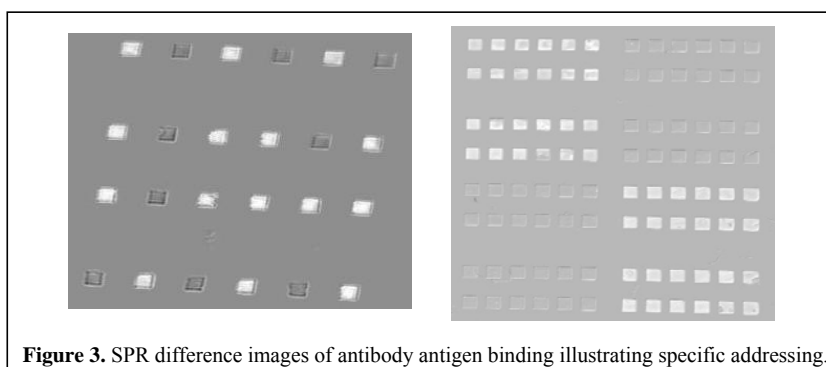 Figure 3. SPR difference images of antibody antigen binding illustrating specific addressing.